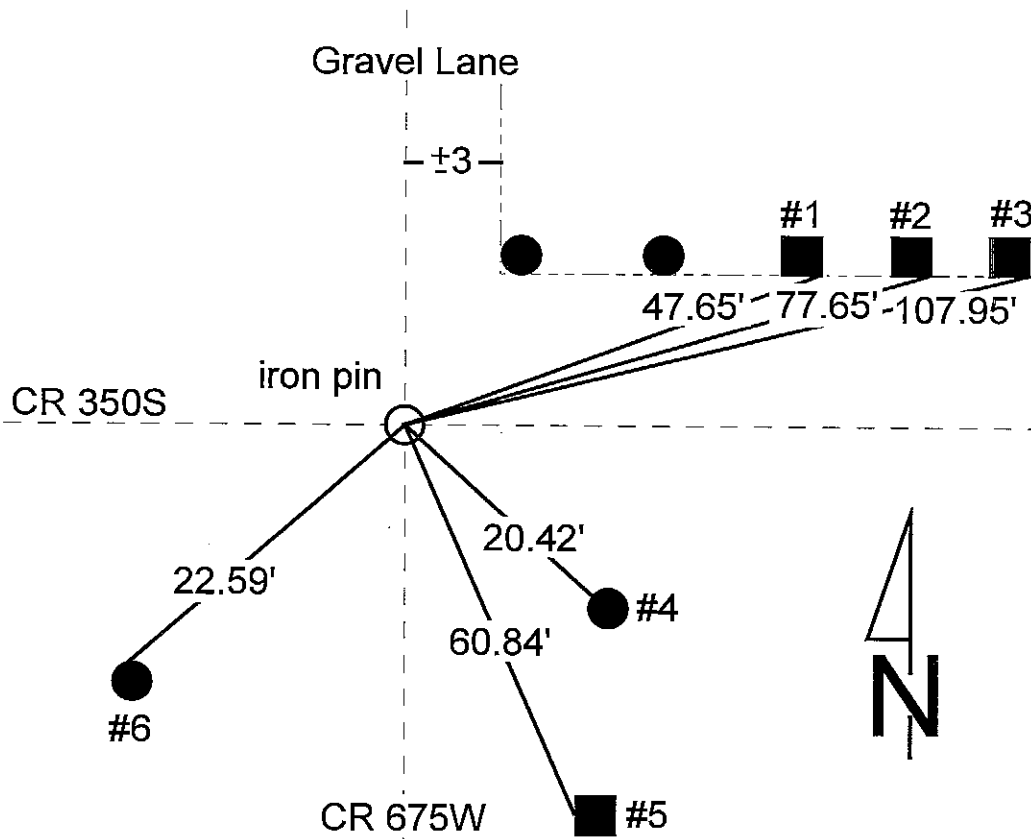 Gravel Lane
±3
#1 #2 #3
47.65' 77.65' 107.95'
iron pin
CR 350S
20.42'
22.59'
#4
60.84'
N
#6
CR 675W
#5